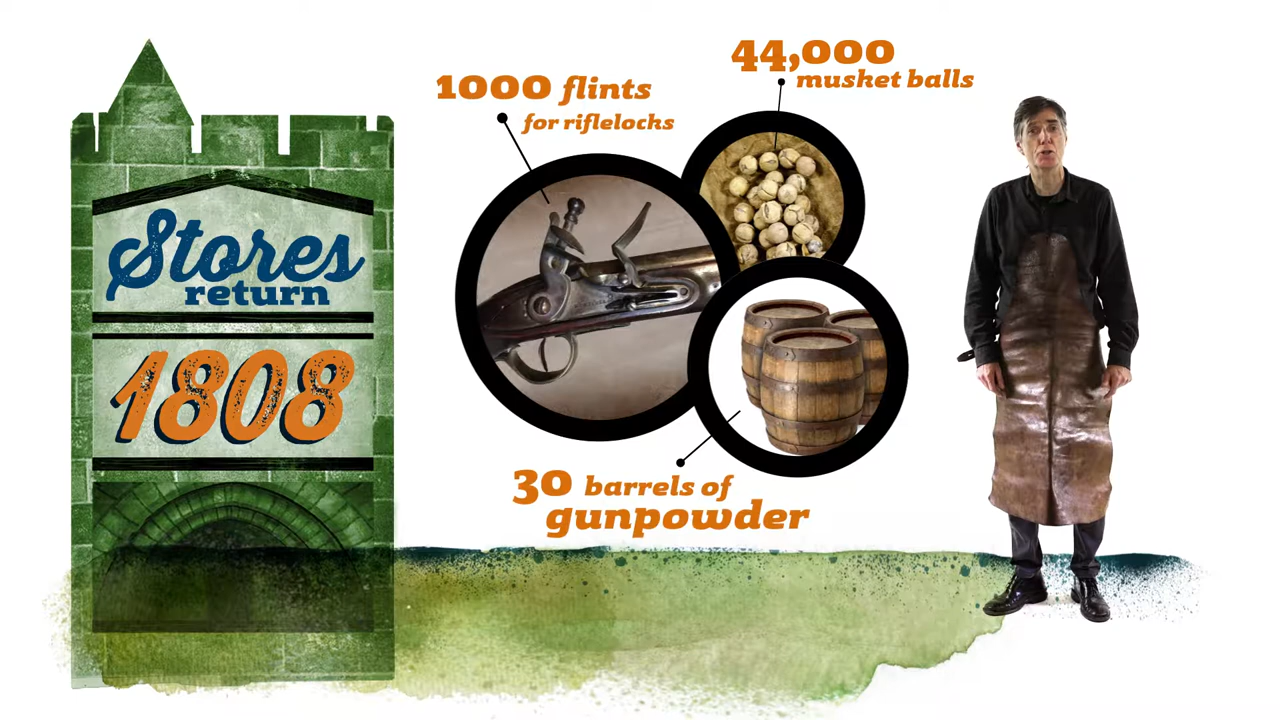 Stores
return
1808
1000 flints
for riflelocks
44,000
musket balls
30 barrels of
gunpowder